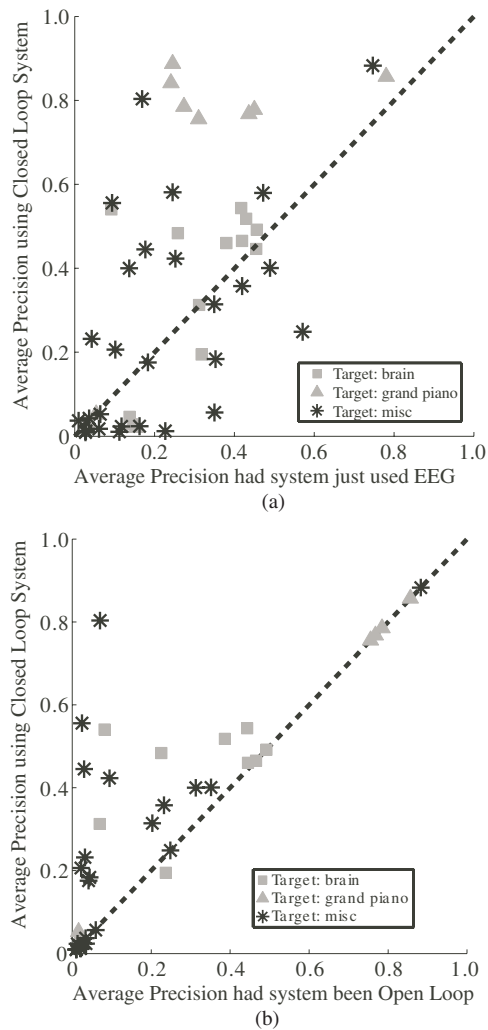 Average Precision using Closed Loop System
1.0
0.8
0.6
0.4
0.2
0
Target: brain
Target: grand piano
Target: misc
0 0.2 0.4 0.6 0.8 1.0
Average Precision had system just used EEG
(a)
Average Precision using Closed Loop System
1.0
0.8
0.6
0.4
0.2
0
Target: brain
Target: grand piano
Target: misc
0 0.2 0.4 0.6 0.8 1.0
Average Precision had system been Open Loop
(b)